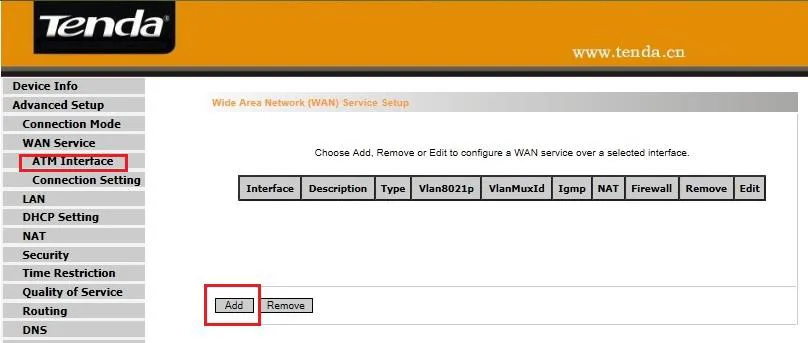 Tenda
www.tenda.cn
Device Info
Advanced Setup
Connection Mode
WAN Service
ATM Interface
Connection Setting
LAN
DHCP Setting
NAT
Security
Time Restriction
Quality of Service
Routing
DNS
Wide Area Network (WAN) Service Setup
Choose Add, Remove or Edit to configure a WAN service over a selected interface.
Interface Description Type Vlan8021p VlanMuxId Igmp NAT Firewall Remove Edit
Add Remove